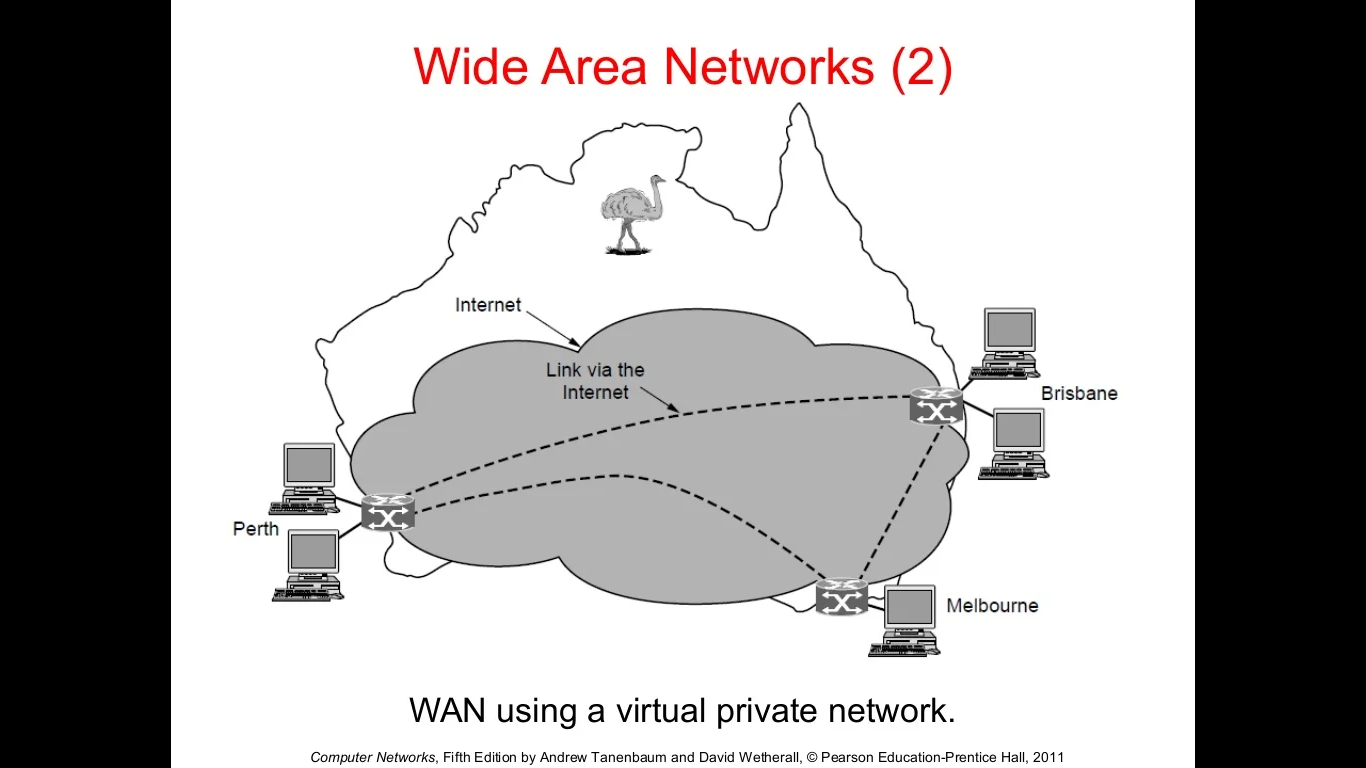 Wide Area Networks (2)
Internet
Link via the
Internet
Brisbane
Perth
Melbourne
WAN using a virtual private network.
Computer Networks, Fifth Edition by Andrew Tanenbaum and David Wetherall, © Pearson Education-Prentice Hall, 2011